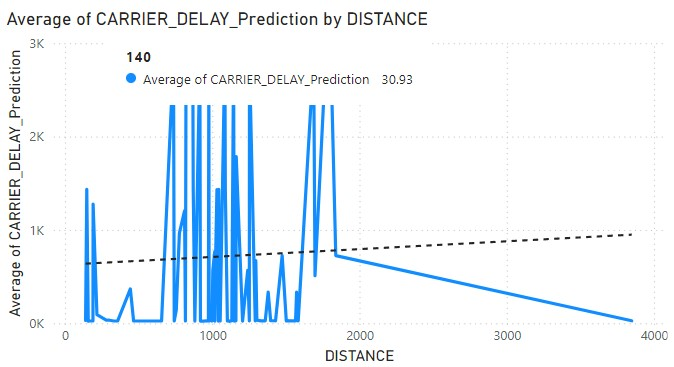 Average of CARRIER_DELAY_Prediction by DISTANCE
3K
140
Average of CARRIER_DELAY_Prediction 30.93
2K
1K
0K
Average of CARRIER_DELAY_Prediction
0 1000 2000 3000 4000
DISTANCE